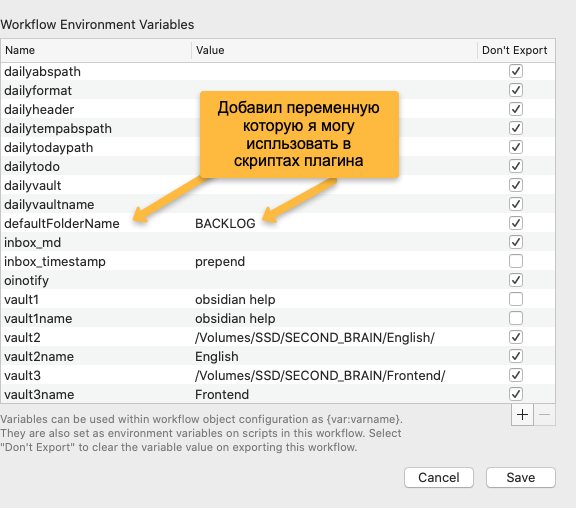 Workflow Environment Variables
Name Value Don't Export
dailyabspath
dailyformat
dailyheader
dailytempabspath
dailytodaypath
dailytodo
dailyvault
dailyvaultname
Добавил переменную
которую я могу
испльзовать в
скриптах плагина
defaultFolderName BACKLOG
inbox_md
inbox_timestamp prepend
oinotify
vault1 obsidian help
vault1name obsidian help
vault2 /Volumes/SSD/SECOND_BRAIN/English/
vault2name English
vault3 /Volumes/SSD/SECOND_BRAIN/Frontend/
vault3name Frontend
Variables can be used within workflow object configuration as {var:varname}.
They are also set as environment variables on scripts in this workflow. Select
"Don't Export" to clear the variable value on exporting this workflow.
Cancel Save